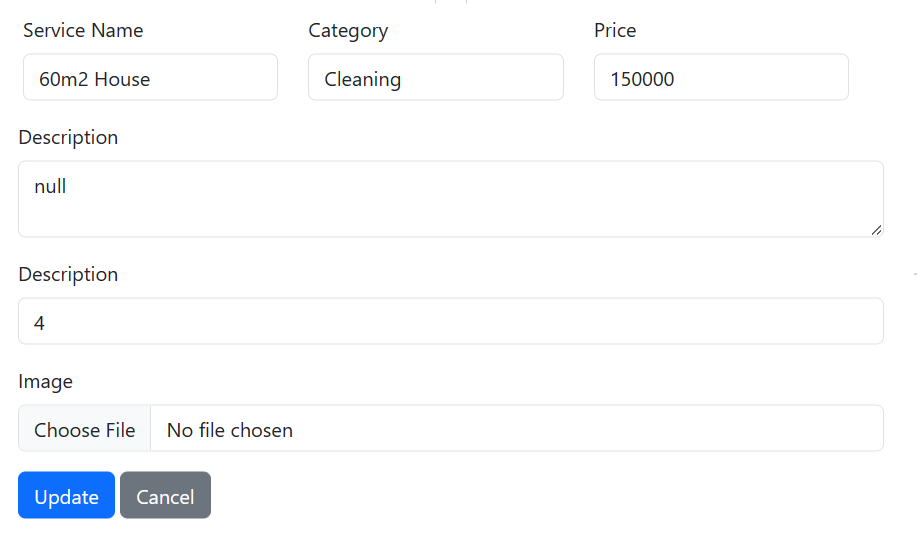 Service Name Category Price
60m2 House Cleaning 150000
Description
null
Description
4
Image
Choose File No file chosen
Update Cancel